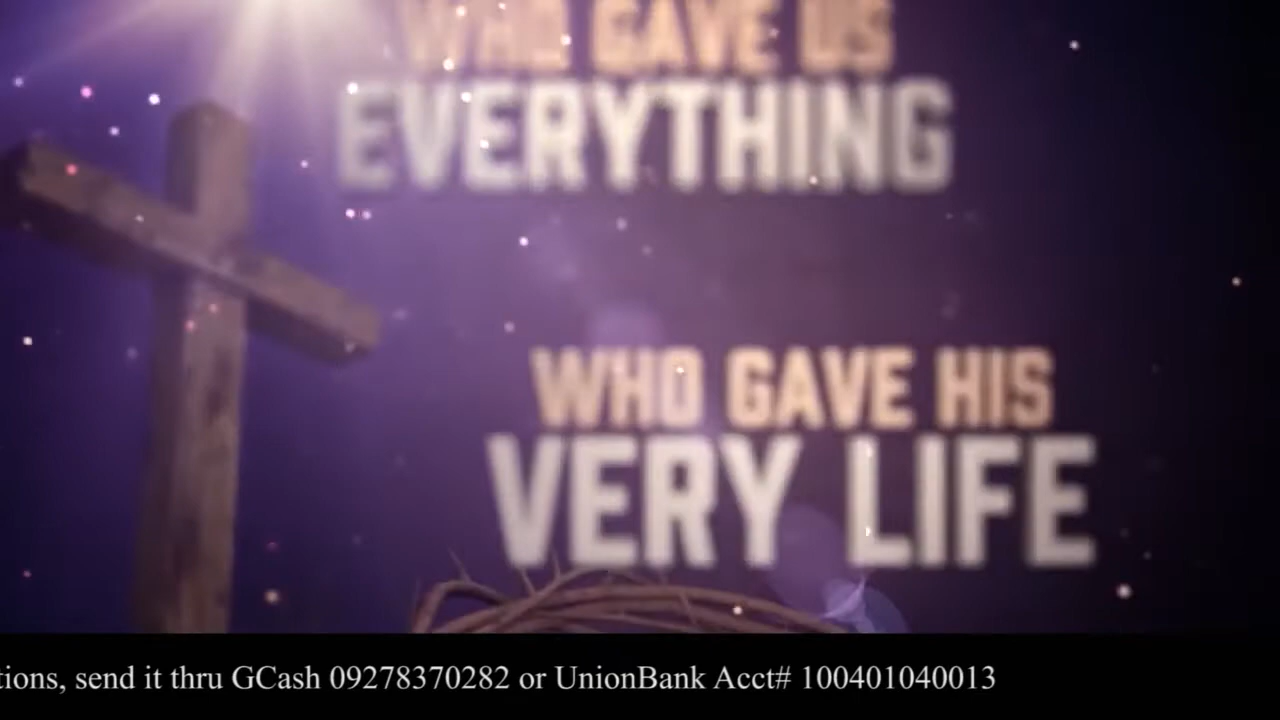 WHO GAVE US
EVERYTHING
WHO GAVE HIS
VERY LIFE
tions, send it thru GCash 09278370282 or UnionBank Acct# 100401040013